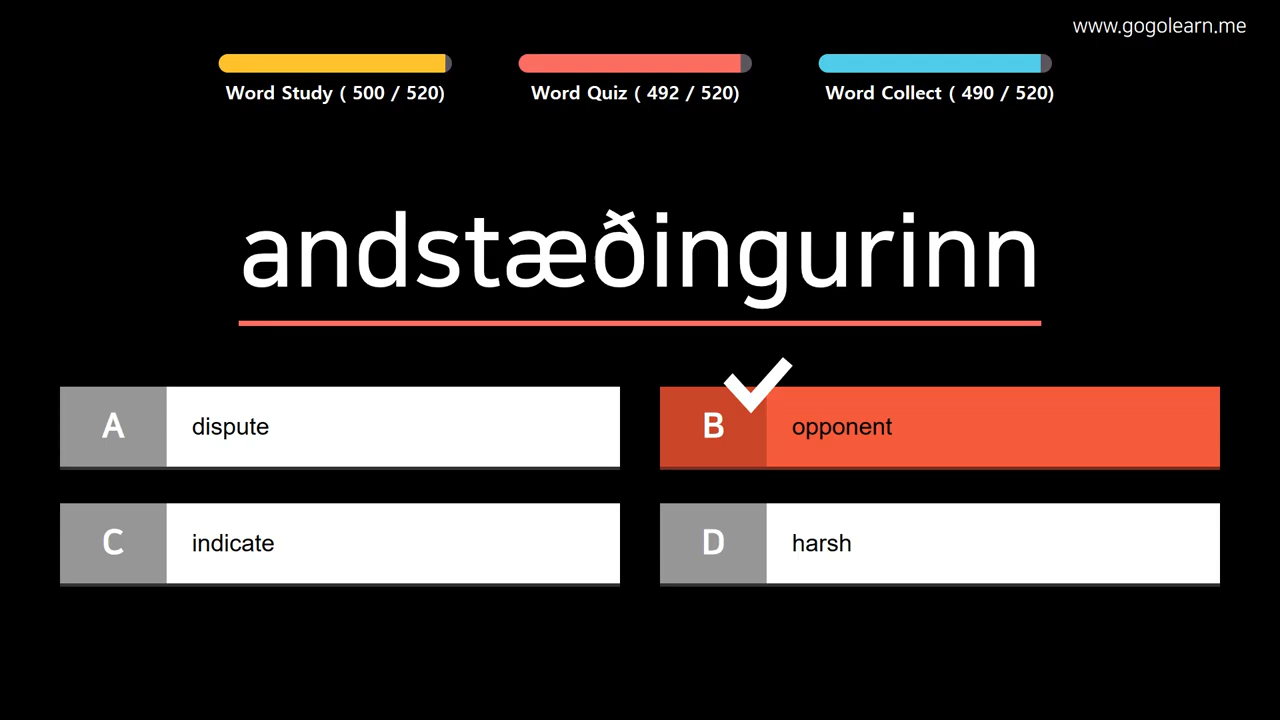 www.gogolearn.me
Word Study ( 500 / 520)
Word Quiz ( 492 / 520)
Word Collect ( 490 / 520)
andstæðingurinn
A dispute
B opponent
C indicate
D harsh